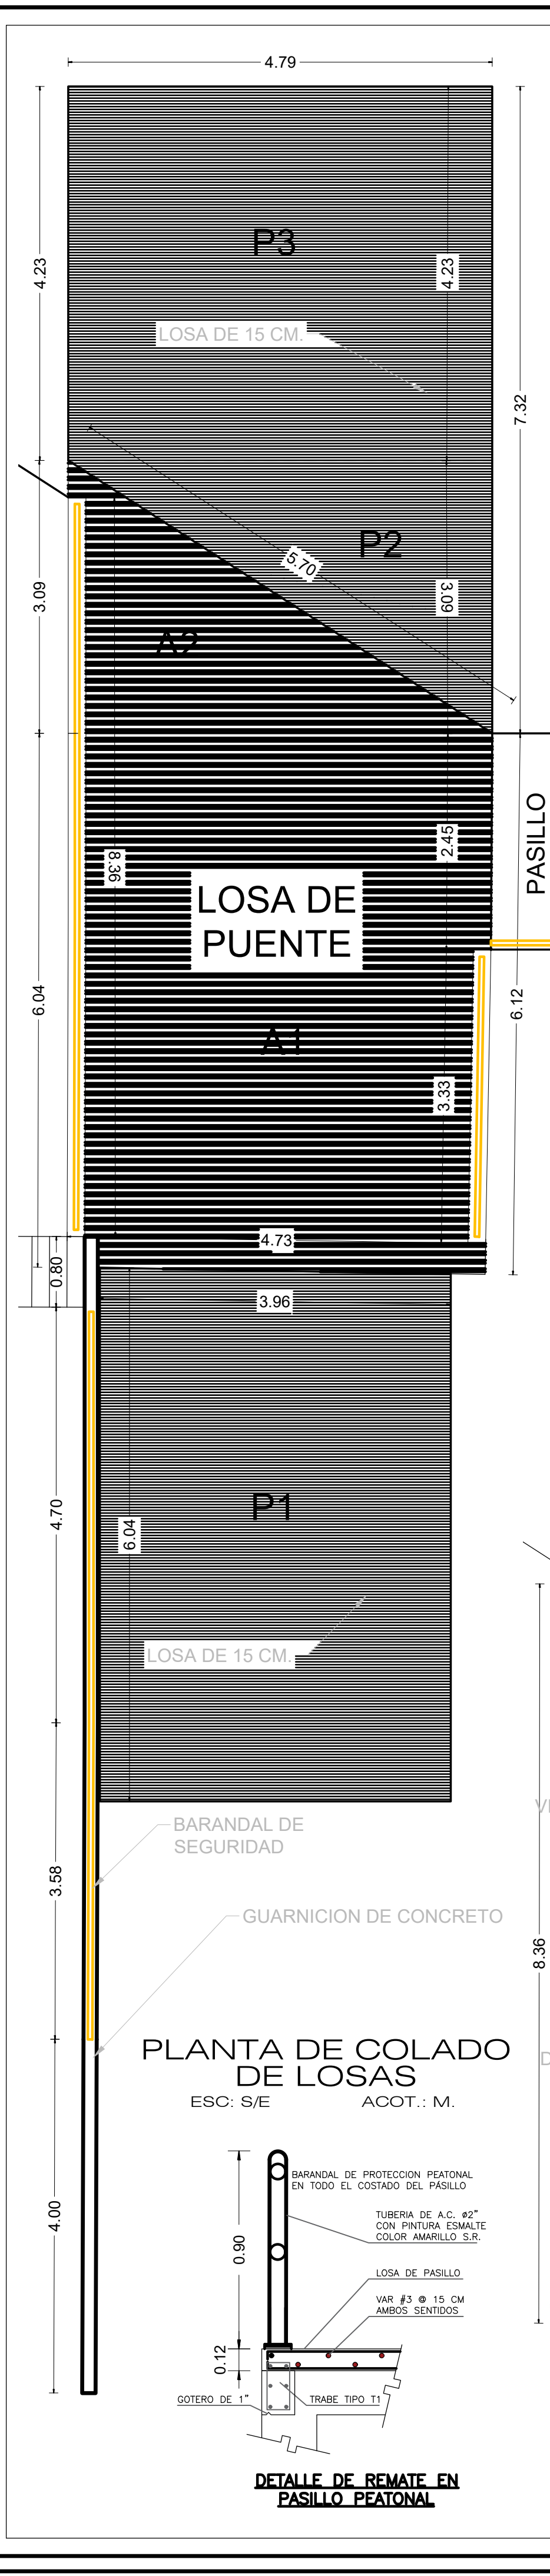 4.79
4.23
P3
4.23
LOSA DE 15 CM.
7.32
3.09
P2
5.70
3.09
A2
2.45
PASILLO
8.36
LOSA DE
PUENTE
6.04
6.12
A1
3.33
4.73
0.80
3.96
P1
4.70
6.04
LOSA DE 15 CM.
BARANDAL DE
SEGURIDAD
3.58
GUARNICION DE CONCRETO
8.36
PLANTA DE COLADO
DE LOSAS
ESC: S/E ACOT.: M.
4.00
0.90
BARANDAL DE PROTECCION PEATONAL
EN TODO EL COSTADO DEL PÁSILLO
TUBERIA DE A.C. ø2"
CON PINTURA ESMALTE
COLOR AMARILLO S.R.
LOSA DE PASILLO
VAR #3 @ 15 CM
AMBOS SENTIDOS
0.12
GOTERO DE 1"
TRABE TIPO T1
DETALLE DE REMATE EN
PASILLO PEATONAL